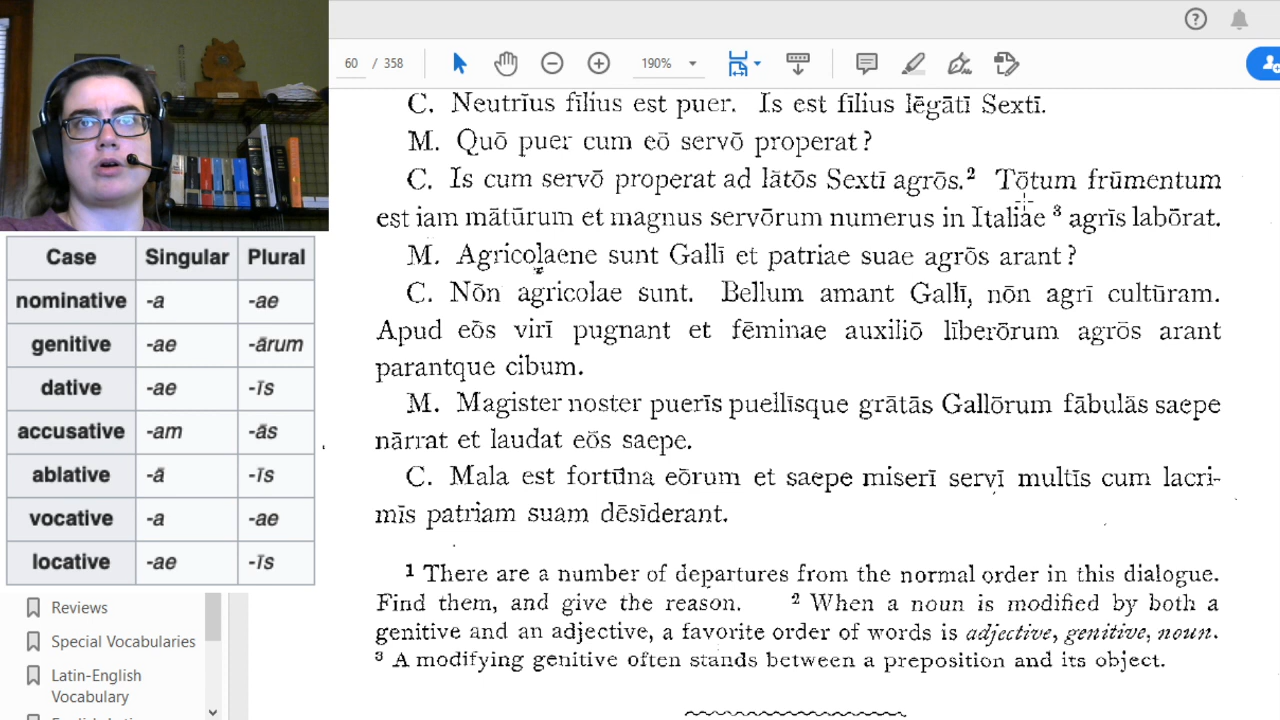 60 / 358 190%
C. Neutrīus fīlius est puer. Is est fīlius lēgātī Sextī.
M. Quō puer cum eō servō properat?
C. Is cum servō properat ad lātōs Sextī agrōs.² Tōtum frūmentum
est iam mātūrum et magnus servōrum numerus in Italiae ³ agrīs labōrat.
M. Agricolaene sunt Gallī et patriae suae agrōs arant?
C. Nōn agricolae sunt. Bellum amant Gallī, nōn agrī cultūram.
Apud eōs virī pugnant et fēminae auxiliō līberōrum agrōs arant
parantque cibum.
M. Magister noster puerīs puellīsque grātās Gallōrum fābulās saepe
nārrat et laudat eōs saepe.
C. Mala est fortūna eōrum et saepe miserī servī multīs cum lacri-
mīs patriam suam dēsīderant.
¹ There are a number of departures from the normal order in this dialogue.
Find them, and give the reason. ² When a noun is modified by both a
genitive and an adjective, a favorite order of words is adjective, genitive, noun.
³ A modifying genitive often stands between a preposition and its object.
Case Singular Plural
nominative -a -ae
genitive -ae -ārum
dative -ae -īs
accusative -am -ās
ablative -ā -īs
vocative -a -ae
locative -ae -īs
Reviews
Special Vocabularies
Latin-English
Vocabulary